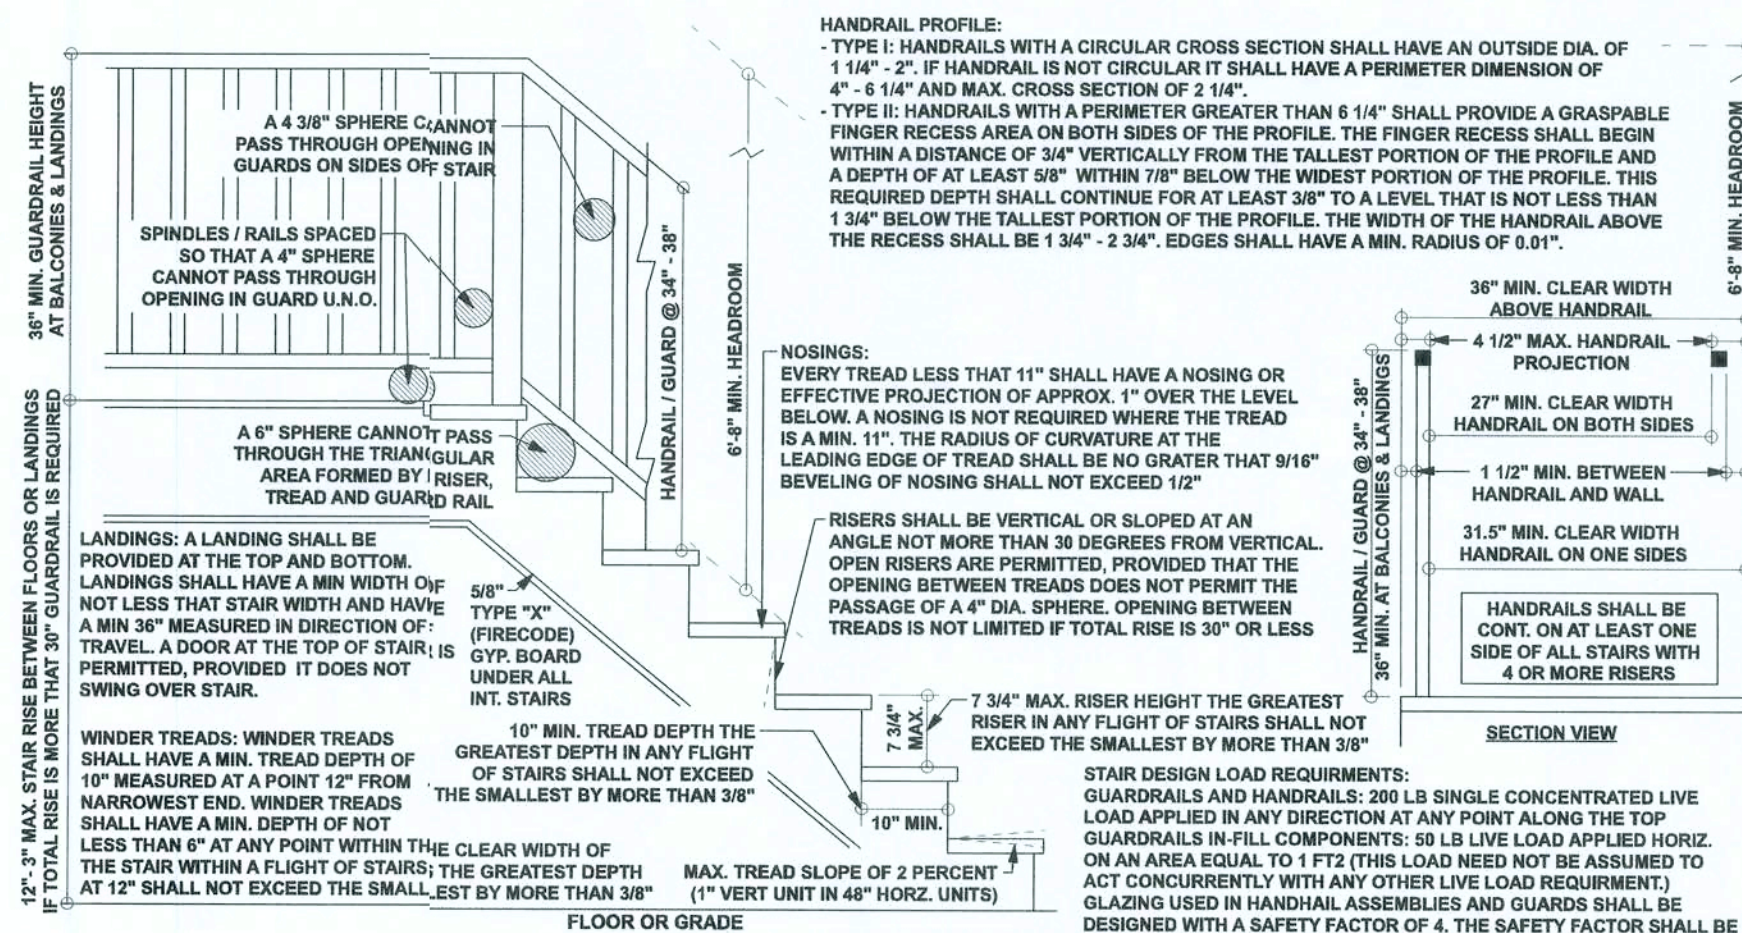 HANDRAIL PROFILE:
- TYPE I: HANDRAILS WITH A CIRCULAR CROSS SECTION SHALL HAVE AN OUTSIDE DIA. OF
1 1/4" - 2". IF HANDRAIL IS NOT CIRCULAR IT SHALL HAVE A PERIMETER DIMENSION OF
4" - 6 1/4" AND MAX. CROSS SECTION OF 2 1/4".
- TYPE II: HANDRAILS WITH A PERIMETER GREATER THAN 6 1/4" SHALL PROVIDE A GRASPABLE
FINGER RECESS AREA ON BOTH SIDES OF THE PROFILE. THE FINGER RECESS SHALL BEGIN
WITHIN A DISTANCE OF 3/4" VERTICALLY FROM THE TALLEST PORTION OF THE PROFILE AND
A DEPTH OF AT LEAST 5/8" WITHIN 7/8" BELOW THE WIDEST PORTION OF THE PROFILE. THIS
REQUIRED DEPTH SHALL CONTINUE FOR AT LEAST 3/8" TO A LEVEL THAT IS NOT LESS THAN
1 3/4" BELOW THE TALLEST PORTION OF THE PROFILE. THE WIDTH OF THE HANDRAIL ABOVE
THE RECESS SHALL BE 1 3/4" - 2 3/4". EDGES SHALL HAVE A MIN. RADIUS OF 0.01".
36" MIN. GUARDRAIL HEIGHT
AT BALCONIES & LANDINGS
A 4 3/8" SPHERE CANNOT
PASS THROUGH OPENING IN
GUARDS ON SIDES OF STAIR
SPINDLES / RAILS SPACED
SO THAT A 4" SPHERE
CANNOT PASS THROUGH
OPENING IN GUARD U.N.O.
HANDRAIL / GUARD @ 34" - 38"
6'-8" MIN. HEADROOM
6'-8" MIN. HEADROOM
36" MIN. CLEAR WIDTH
ABOVE HANDRAIL
4 1/2" MAX. HANDRAIL
PROJECTION
27" MIN. CLEAR WIDTH
HANDRAIL ON BOTH SIDES
1 1/2" MIN. BETWEEN
HANDRAIL AND WALL
31.5" MIN. CLEAR WIDTH
HANDRAIL ON ONE SIDES
HANDRAILS SHALL BE
CONT. ON AT LEAST ONE
SIDE OF ALL STAIRS WITH
4 OR MORE RISERS
HANDRAIL / GUARD @ 34" - 38"
36" MIN. AT BALCONIES & LANDINGS
SECTION VIEW
NOSINGS:
EVERY TREAD LESS THAT 11" SHALL HAVE A NOSING OR
EFFECTIVE PROJECTION OF APPROX. 1" OVER THE LEVEL
BELOW. A NOSING IS NOT REQUIRED WHERE THE TREAD
IS A MIN. 11". THE RADIUS OF CURVATURE AT THE
LEADING EDGE OF TREAD SHALL BE NO GRATER THAT 9/16"
BEVELING OF NOSING SHALL NOT EXCEED 1/2"
A 6" SPHERE CANNOT PASS
THROUGH THE TRIANGULAR
AREA FORMED BY RISER,
TREAD AND GUARD RAIL
12"- 3" MAX. STAIR RISE BETWEEN FLOORS OR LANDINGS
IF TOTAL RISE IS MORE THAT 30" GUARDRAIL IS REQUIRED
LANDINGS: A LANDING SHALL BE
PROVIDED AT THE TOP AND BOTTOM.
LANDINGS SHALL HAVE A MIN WIDTH OF
NOT LESS THAT STAIR WIDTH AND HAVE
A MIN 36" MEASURED IN DIRECTION OF
TRAVEL. A DOOR AT THE TOP OF STAIR IS
PERMITTED, PROVIDED IT DOES NOT
SWING OVER STAIR.
5/8"
TYPE "X"
(FIRECODE)
GYP. BOARD
UNDER ALL
INT. STAIRS
RISERS SHALL BE VERTICAL OR SLOPED AT AN
ANGLE NOT MORE THAN 30 DEGREES FROM VERTICAL.
OPEN RISERS ARE PERMITTED, PROVIDED THAT THE
OPENING BETWEEN TREADS DOES NOT PERMIT THE
PASSAGE OF A 4" DIA. SPHERE. OPENING BETWEEN
TREADS IS NOT LIMITED IF TOTAL RISE IS 30" OR LESS
7 3/4"
MAX.
7 3/4" MAX. RISER HEIGHT THE GREATEST
RISER IN ANY FLIGHT OF STAIRS SHALL NOT
EXCEED THE SMALLEST BY MORE THAN 3/8"
10" MIN. TREAD DEPTH THE
GREATEST DEPTH IN ANY FLIGHT
OF STAIRS SHALL NOT EXCEED
THE SMALLEST BY MORE THAN 3/8"
10" MIN.
WINDER TREADS: WINDER TREADS
SHALL HAVE A MIN. TREAD DEPTH OF
10" MEASURED AT A POINT 12" FROM
NARROWEST END. WINDER TREADS
SHALL HAVE A MIN. DEPTH OF NOT
LESS THAN 6" AT ANY POINT WITHIN THE CLEAR WIDTH OF
THE STAIR WITHIN A FLIGHT OF STAIRS; THE GREATEST DEPTH
AT 12" SHALL NOT EXCEED THE SMALLEST BY MORE THAN 3/8"
MAX. TREAD SLOPE OF 2 PERCENT
(1" VERT UNIT IN 48" HORZ. UNITS)
FLOOR OR GRADE
STAIR DESIGN LOAD REQUIRMENTS:
GUARDRAILS AND HANDRAILS: 200 LB SINGLE CONCENTRATED LIVE
LOAD APPLIED IN ANY DIRECTION AT ANY POINT ALONG THE TOP
GUARDRAILS IN-FILL COMPONENTS: 50 LB LIVE LOAD APPLIED HORIZ.
ON AN AREA EQUAL TO 1 FT2 (THIS LOAD NEED NOT BE ASSUMED TO
ACT CONCURRENTLY WITH ANY OTHER LIVE LOAD REQUIRMENT.)
GLAZING USED IN HANDHAIL ASSEMBLIES AND GUARDS SHALL BE
DESIGNED WITH A SAFETY FACTOR OF 4. THE SAFETY FACTOR SHALL BE